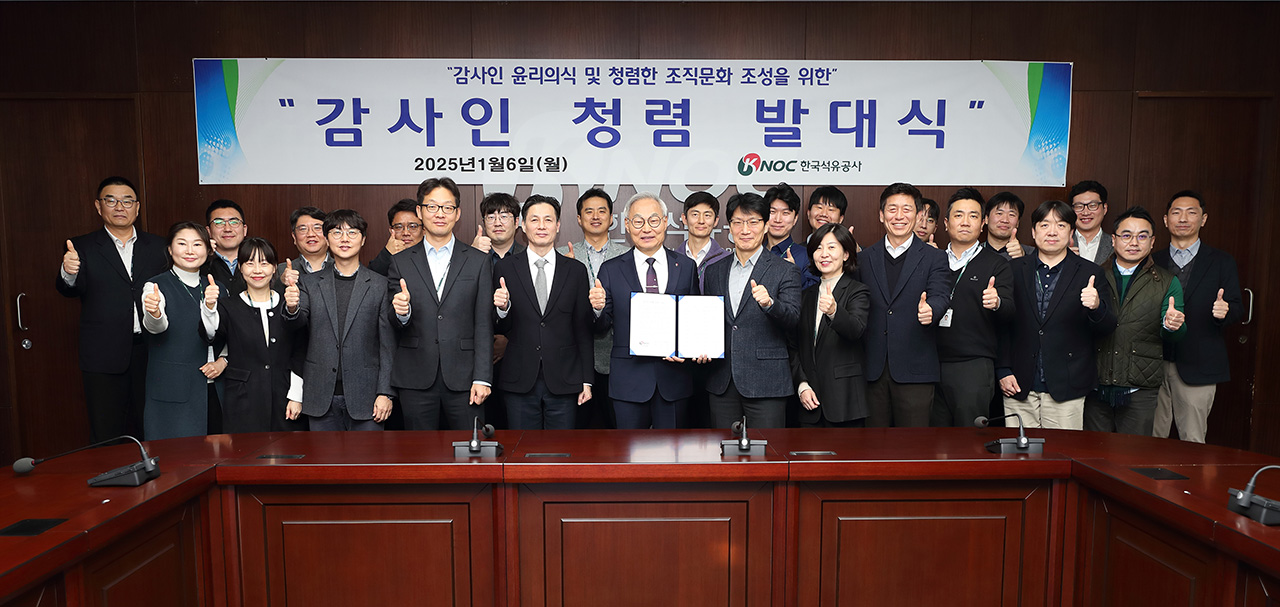 "감사인 윤리의식 및 청렴한 조직문화 조성을 위한"
" 감사인 청렴 발대식 "
2025년1월6일(월) KNOC 한국석유공사
KNOC